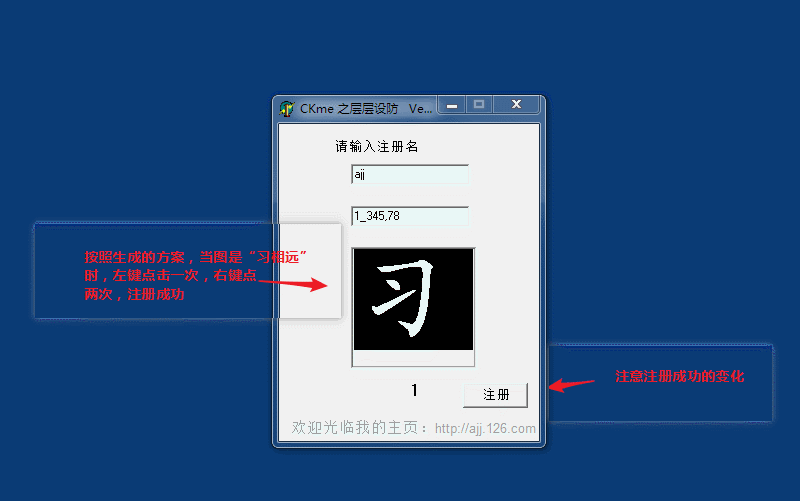 CKme 之层层设防 Ve...
请输入注册名
ajj
1_345,78
按照生成的方案，当图是“习相远”
时，左键点击一次，右键点
两次，注册成功
习
注意注册成功的变化
1
注册
欢迎光临我的主页：http://ajj.126.com